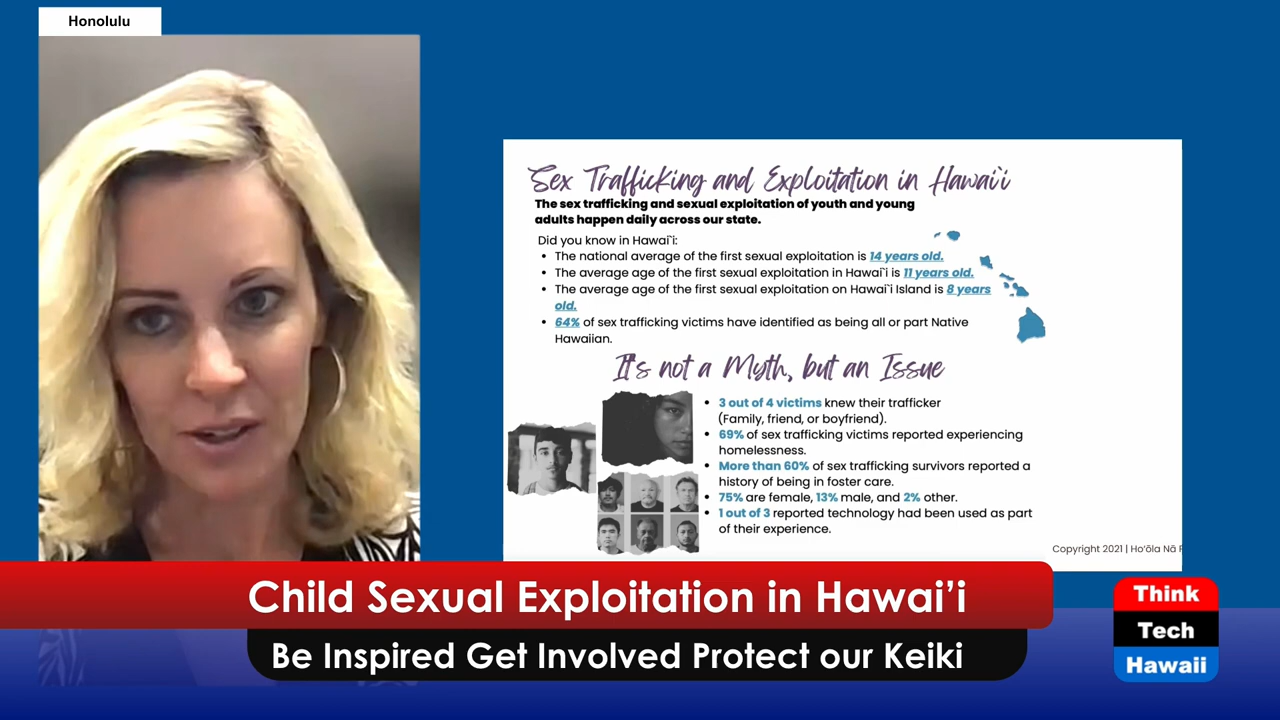 Honolulu
Sex Trafficking and Exploitation in Hawai`i
The sex trafficking and sexual exploitation of youth and young
adults happen daily across our state.
Did you know in Hawai`i:
• The national average of the first sexual exploitation is 14 years old.
• The average age of the first sexual exploitation in Hawai`i is 11 years old.
• The average age of the first sexual exploitation on Hawai`i Island is 8 years
old.
• 64% of sex trafficking victims have identified as being all or part Native
Hawaiian.
It's not a Myth, but an Issue
• 3 out of 4 victims knew their trafficker
(Family, friend, or boyfriend).
• 69% of sex trafficking victims reported experiencing
homelessness.
• More than 60% of sex trafficking survivors reported a
history of being in foster care.
• 75% are female, 13% male, and 2% other.
• 1 out of 3 reported technology had been used as part
of their experience.
Copyright 2021 | Ho'ōla Nā
Child Sexual Exploitation in Hawai’i
Be Inspired Get Involved Protect our Keiki
Think
Tech
Hawaii